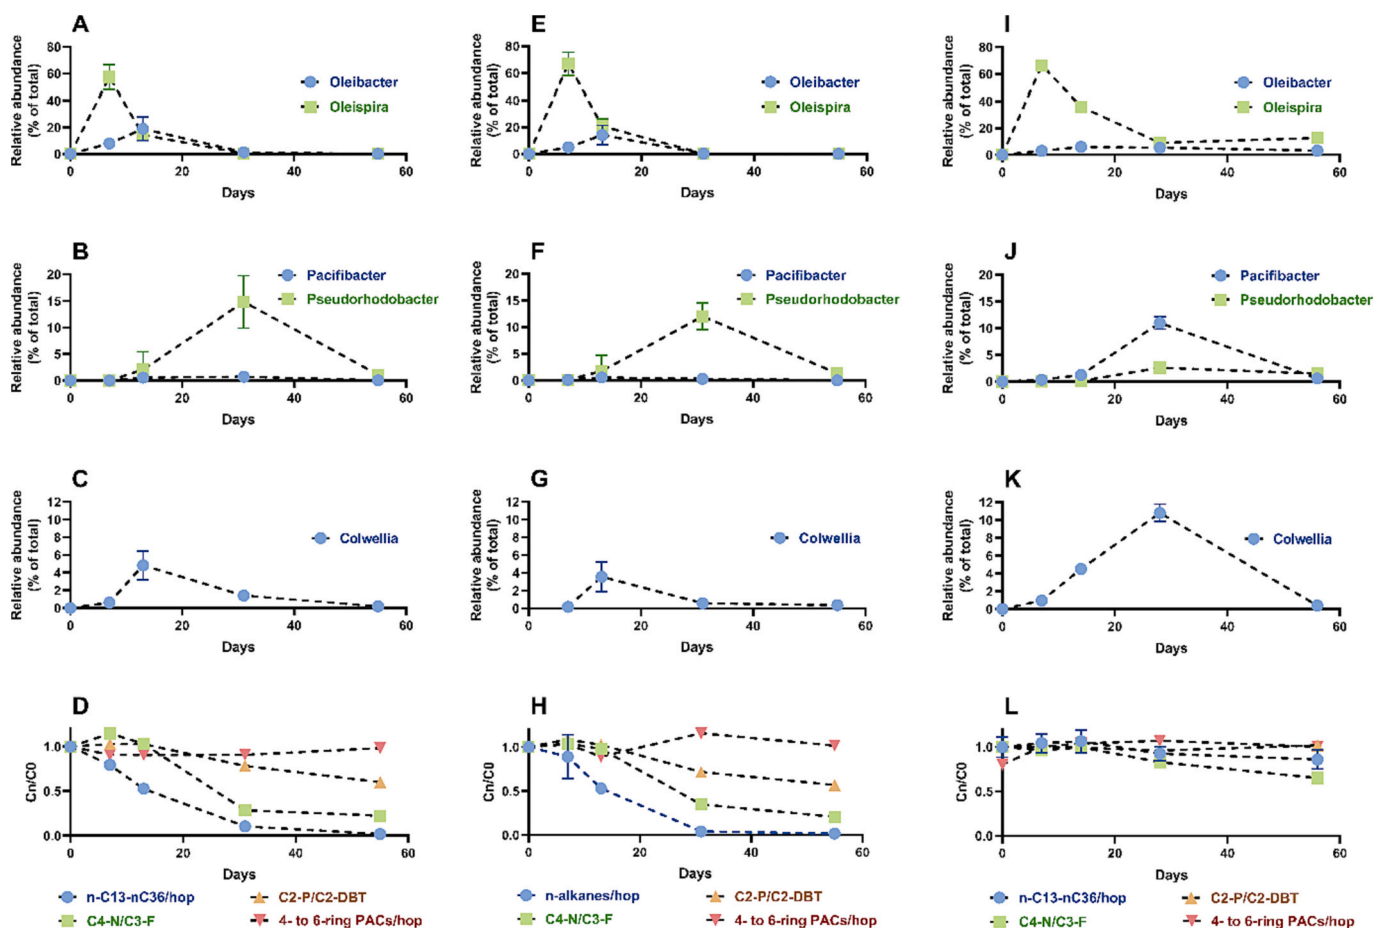 A
Relative abundance
(% of total)
80
60
40
20
0
0
20
40
60
Days
Oleibacter
Oleispira
E
Relative abundance
(% of total)
80
60
40
20
0
0
20
40
60
Days
Oleibacter
Oleispira
I
Relative abundance
(% of total)
80
60
40
20
0
0
20
40
60
Days
Oleibacter
Oleispira
B
Relative abundance
(% of total)
20
15
10
5
0
0
20
40
60
Days
Pacifibacter
Pseudorhodobacter
F
Relative abundance
(% of total)
20
15
10
5
0
0
20
40
60
Days
Pacifibacter
Pseudorhodobacter
J
Relative abundance
(% of total)
20
15
10
5
0
0
20
40
60
Days
Pacifibacter
Pseudorhodobacter
C
Relative abundance
(% of total)
12
10
8
6
4
2
0
0
20
40
60
Days
Colwellia
G
Relative abundance
(% of total)
12
10
8
6
4
2
0
0
20
40
60
Days
Colwellia
K
Relative abundance
(% of total)
12
10
8
6
4
2
0
0
20
40
60
Days
Colwellia
D
Cn/C0
1.0
0.5
0.0
0
20
40
60
Days
n-C13-nC36/hop
C2-P/C2-DBT
C4-N/C3-F
4- to 6-ring PACs/hop
H
Cn/C0
1.0
0.5
0.0
0
20
40
60
Days
n-alkanes/hop
C2-P/C2-DBT
C4-N/C3-F
4- to 6-ring PACs/hop
L
Cn/C0
1.0
0.5
0.0
0
20
40
60
Days
n-C13-nC36/hop
C2-P/C2-DBT
C4-N/C3-F
4- to 6-ring PACs/hop